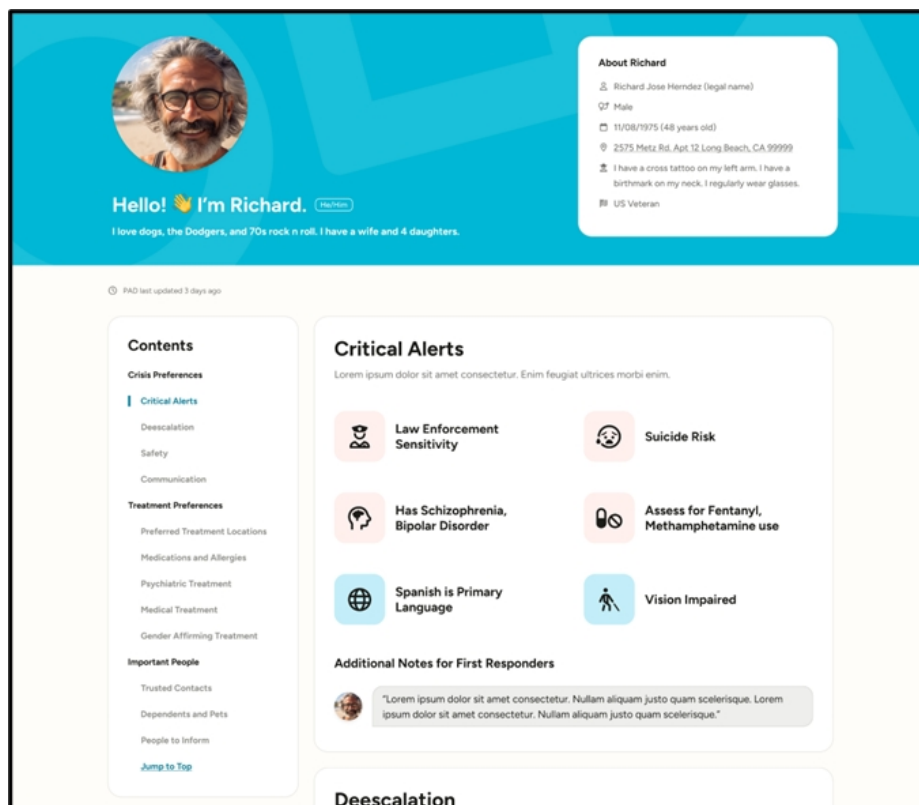 About Richard
Richard Jose Herndez (legal name)
Male
11/08/1975 (48 years old)
2575 Metz Rd. Apt 12 Long Beach, CA 99999
I have a cross tattoo on my left arm. I have a
birthmark on my neck. I regularly wear glasses.
US Veteran
Hello! 👋 I'm Richard.
He/Him
I love dogs, the Dodgers, and 70s rock n roll. I have a wife and 4 daughters.
PAD last updated 3 days ago
Contents
Crisis Preferences
Critical Alerts
Deescalation
Safety
Communication
Treatment Preferences
Preferred Treatment Locations
Medications and Allergies
Psychiatric Treatment
Medical Treatment
Gender Affirming Treatment
Important People
Trusted Contacts
Dependents and Pets
People to Inform
Jump to Top
Critical Alerts
Lorem ipsum dolor sit amet consectetur. Enim feugiat ultrices morbi enim.
Law Enforcement
Sensitivity
Suicide Risk
Has Schizophrenia,
Bipolar Disorder
Assess for Fentanyl,
Methamphetamine use
Spanish is Primary
Language
Vision Impaired
Additional Notes for First Responders
"Lorem ipsum dolor sit amet consectetur. Nullam aliquam justo quam scelerisque. Lorem
ipsum dolor sit amet consectetur. Nullam aliquam justo quam scelerisque."
Deescalation